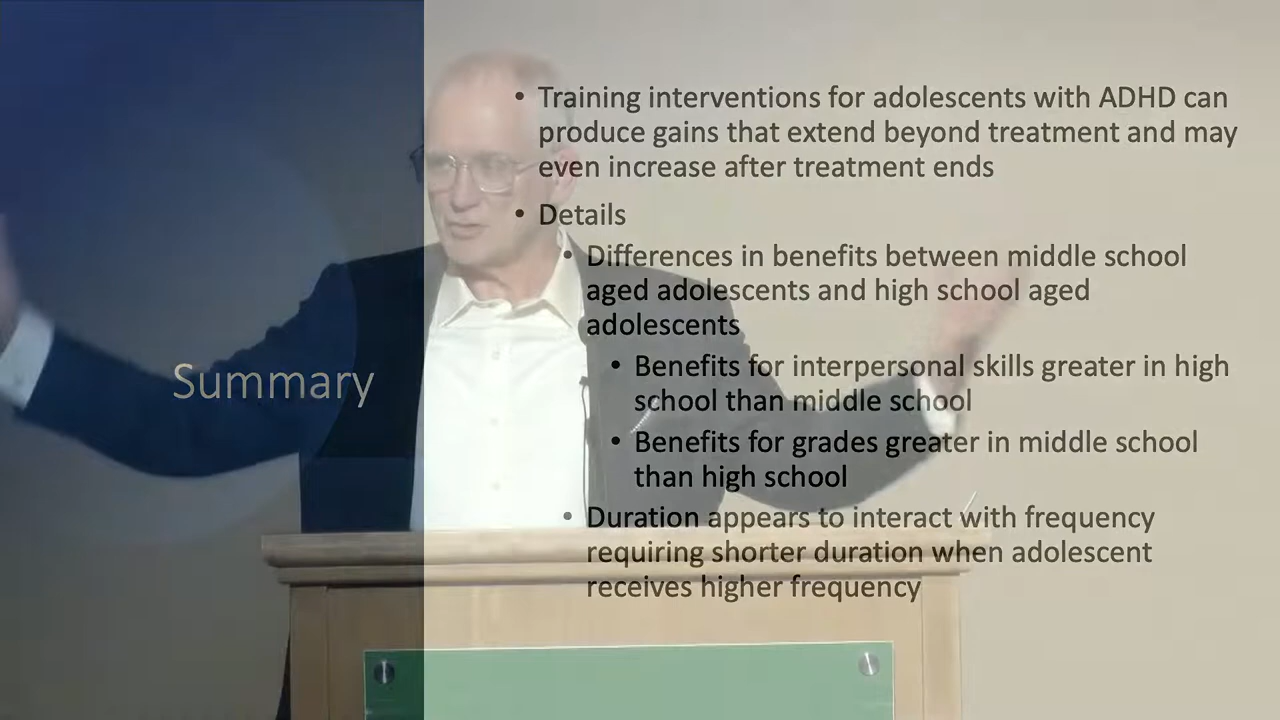 Summary
• Training interventions for adolescents with ADHD can
produce gains that extend beyond treatment and may
even increase after treatment ends
• Details
• Differences in benefits between middle school
aged adolescents and high school aged
adolescents
• Benefits for interpersonal skills greater in high
school than middle school
• Benefits for grades greater in middle school
than high school
• Duration appears to interact with frequency
requiring shorter duration when adolescent
receives higher frequency